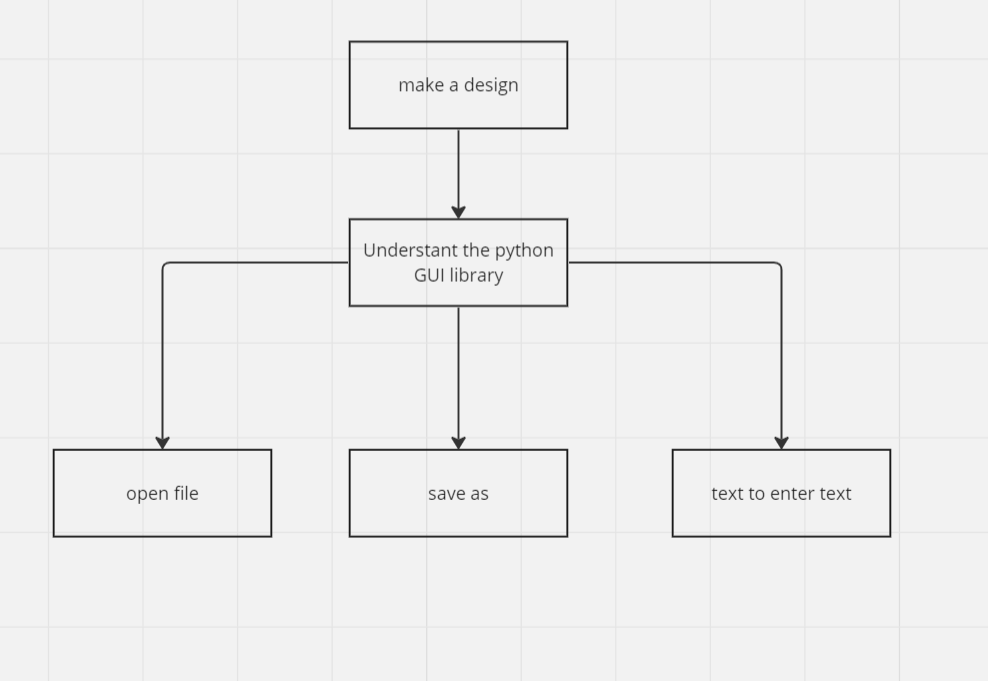 make a design
Understant the python
GUI library
open file
save as
text to enter text